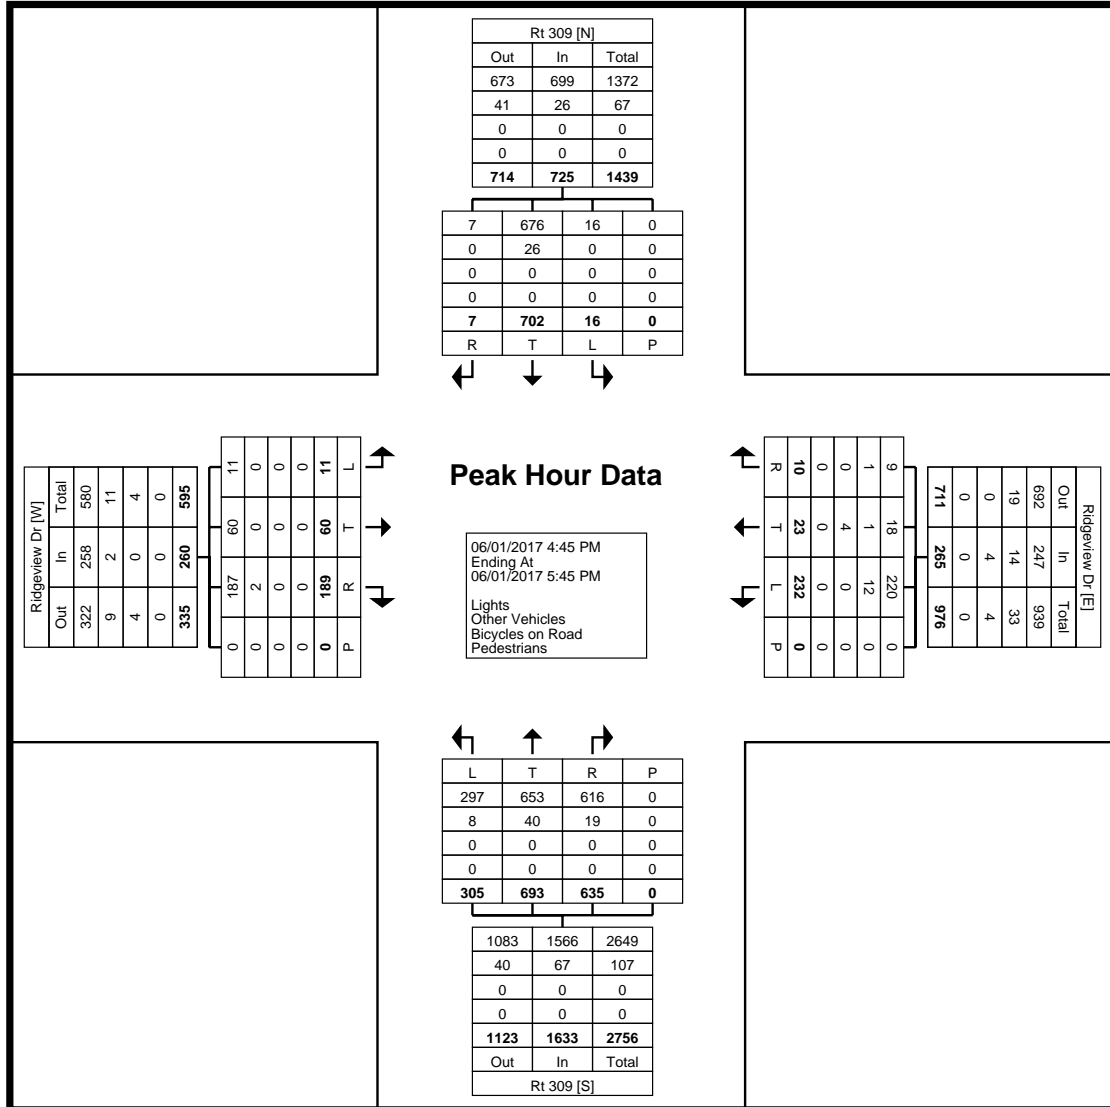 Rt 309 [N]
Out In Total
673 699 1372
41 26 67
0 0 0
0 0 0
714 725 1439
7 676 16 0
0 26 0 0
0 0 0 0
0 0 0 0
7 702 16 0
R T L P
Ridgeview Dr [W]
Total 580 11 4 0 595
In 258 2 0 0 260
Out 322 9 4 0 335
11 0 0 0 11 L
60 0 0 0 60 T
187 2 0 0 189 R
0 0 0 0 0 P
Peak Hour Data
06/01/2017 4:45 PM
Ending At
06/01/2017 5:45 PM
Lights
Other Vehicles
Bicycles on Road
Pedestrians
R 10 0 0 1 9
T 23 0 4 1 18
L 232 0 0 12 220
P 0 0 0 0 0
Ridgeview Dr [E]
Out In Total
692 247 939
19 14 33
0 4 4
0 0 0
711 265 976
L T R P
297 653 616 0
8 40 19 0
0 0 0 0
0 0 0 0
305 693 635 0
1083 1566 2649
40 67 107
0 0 0
0 0 0
1123 1633 2756
Out In Total
Rt 309 [S]